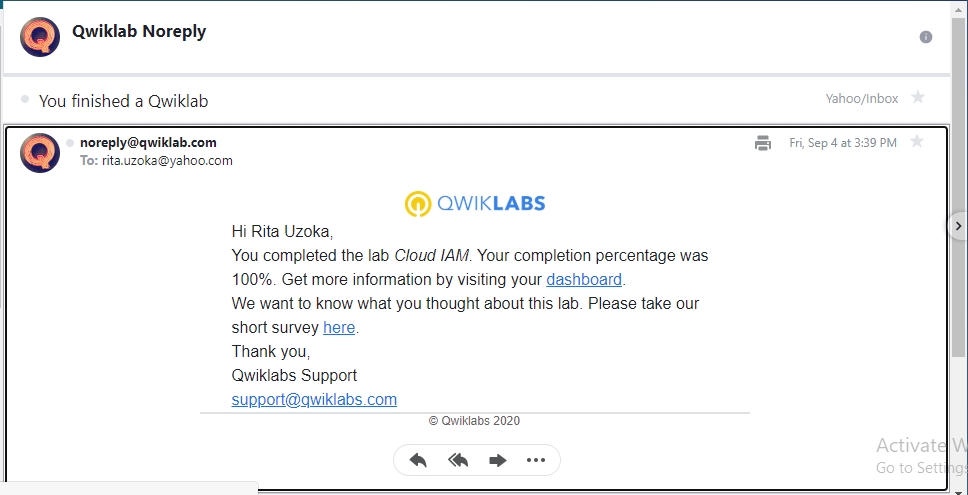 Qwiklab Noreply
You finished a Qwiklab
Yahoo/Inbox
noreply@qwiklab.com
Fri, Sep 4 at 3:39 PM
To: rita.uzoka@yahoo.com
QWIKLABS
Hi Rita Uzoka,
You completed the lab Cloud IAM. Your completion percentage was
100%. Get more information by visiting your dashboard.
We want to know what you thought about this lab. Please take our
short survey here.
Thank you,
Qwiklabs Support
support@qwiklabs.com
© Qwiklabs 2020
Activate W
Go to Settings